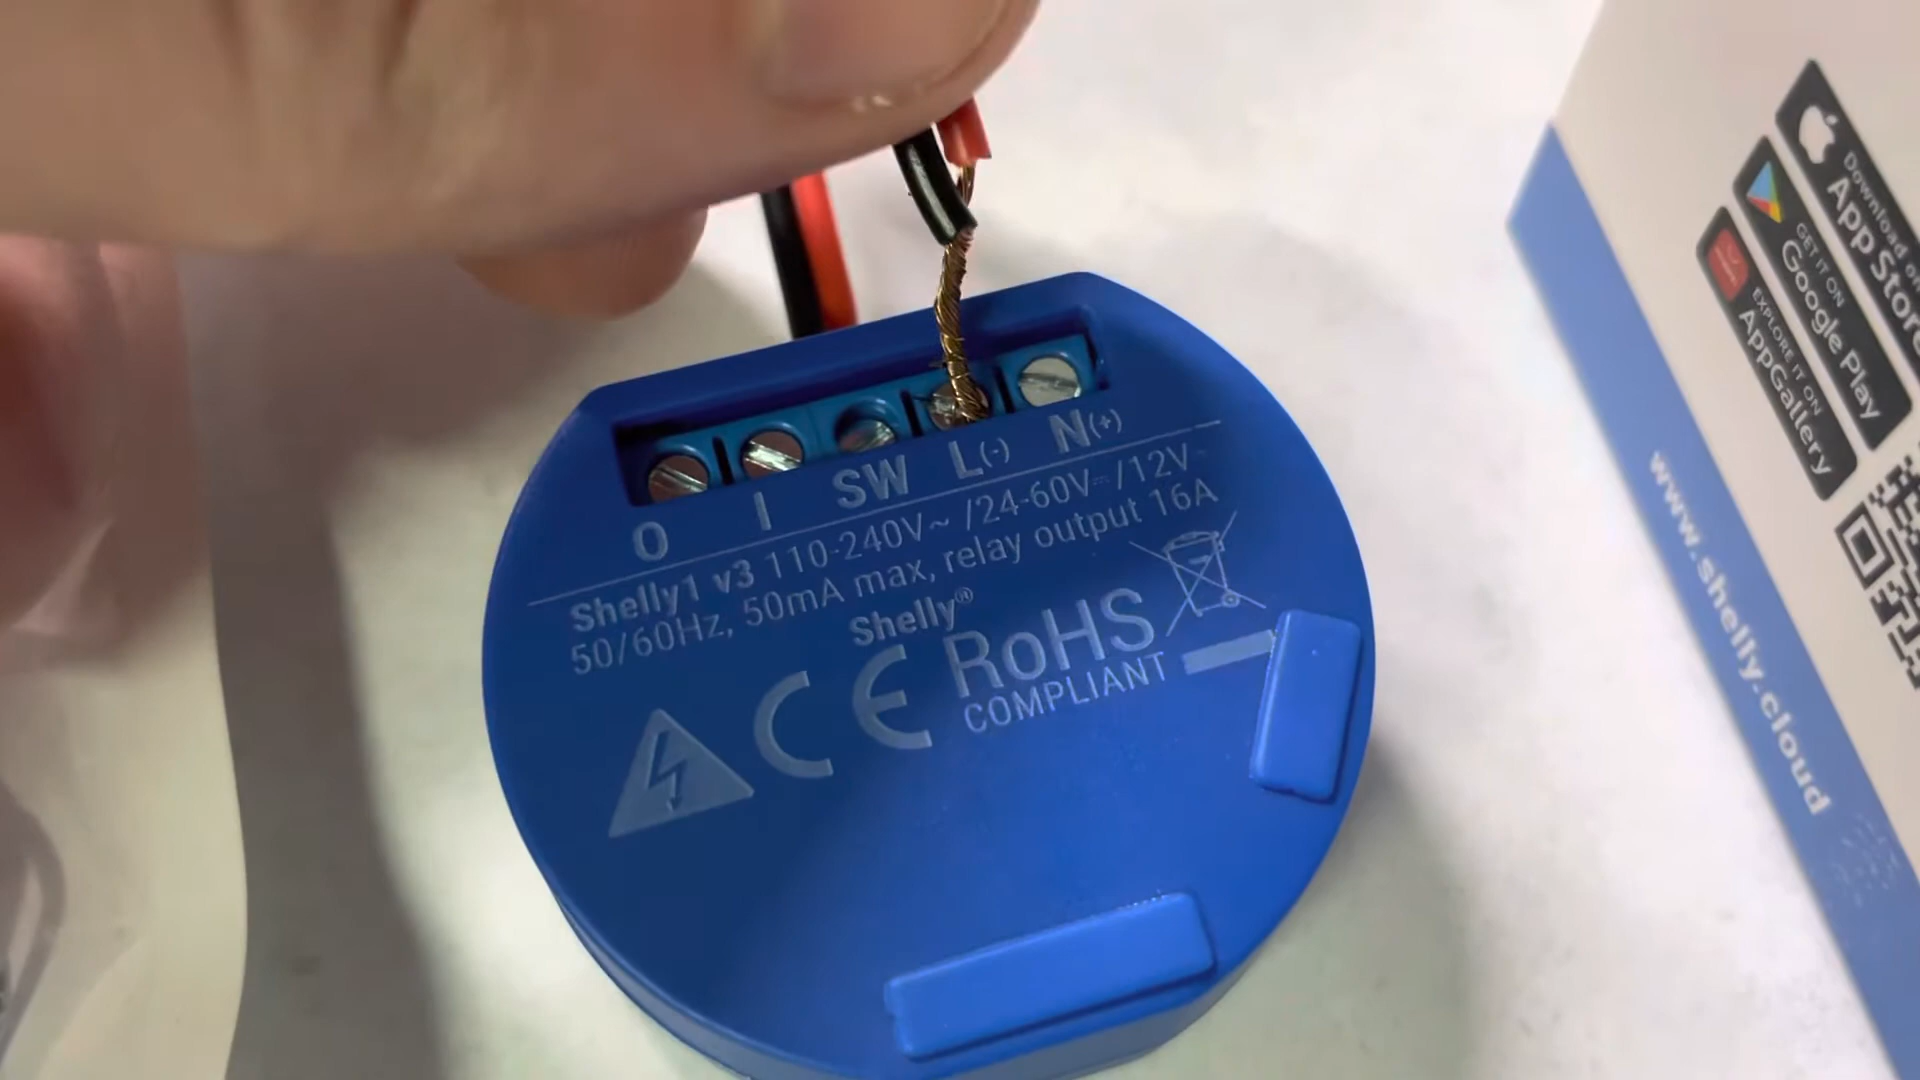 O I SW L(-) N(+)
Shelly1 v3 110-240V~ /24-60V⎓ /12V
50/60Hz, 50mA max, relay output 16A
Shelly®
CE RoHS
COMPLIANT
Download on
App Store
GET IT ON
Google Play
EXPLORE IT ON
AppGallery
www.shelly.cloud